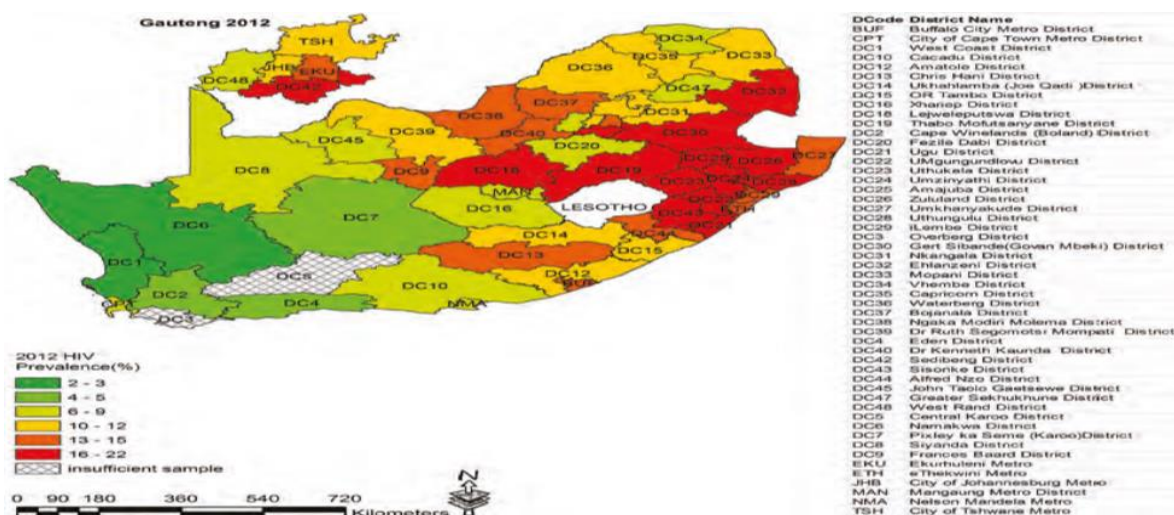 Gauteng 2012
TSH
DC48
JHB
EKU
DC42
DC34
DC35
DC33
DC36
DC47
DC32
DC37
DC31
DC38
DC39
DC40
DC30
DC45
DC20
DC27
DC8
DC9
DC18
DC19
MAN
LESOTHO
DC16
DC7
DC6
DC14
DC15
DC13
DC1
DC5
DC12
DC2
DC10
DC4
NMA
DC3
2012 HIV
Prevalence(%)
2 - 3
4 - 5
6 - 9
10 - 12
13 - 15
16 - 22
insufficient sample
N
0 90 180 360 540 720
Kilometers
DCode District Name
BUF Buffalo City Metro District
CPT City of Cape Town Metro District
DC1 West Coast District
DC10 Cacadu District
DC12 Amatole District
DC13 Chris Hani District
DC14 Ukhahlamba (Joe Qadi )District
DC15 OR Tambo District
DC16 Xhariep District
DC18 Lejweleputswa District
DC19 Thabo Mofutsanyane District
DC2 Cape Winelands (Boland) District
DC20 Fezile Dabi District
DC21 Ugu District
DC22 UMgungundlovu District
DC23 Uthukela District
DC24 Umzinyathi District
DC25 Amajuba District
DC26 Zululand District
DC27 Umkhanyakude District
DC28 Uthungulu District
DC29 iLembe District
DC3 Overberg District
DC30 Gert Sibande(Govan Mbeki) District
DC31 Nkangala District
DC32 Ehlanzeni District
DC33 Mopani District
DC34 Vhembe District
DC35 Capricorn District
DC36 Waterberg District
DC37 Bojanala District
DC38 Ngaka Modiri Molema District
DC39 Dr Ruth Segomotsi Mompati District
DC4 Eden District
DC40 Dr Kenneth Kaunda District
DC42 Sedibeng District
DC43 Sisonke District
DC44 Alfred Nzo District
DC45 John Taolo Gaetsewe District
DC47 Greater Sekhukhune District
DC48 West Rand District
DC5 Central Karoo District
DC6 Namakwa District
DC7 Pixley ka Seme (Karoo)District
DC8 Siyanda District
DC9 Frances Baard District
EKU Ekurhuleni Metro
ETH eThekwini Metro
JHB City of Johannesburg Metro
MAN Mangaung Metro District
NMA Nelson Mandela Metro
TSH City of Tshwane Metro